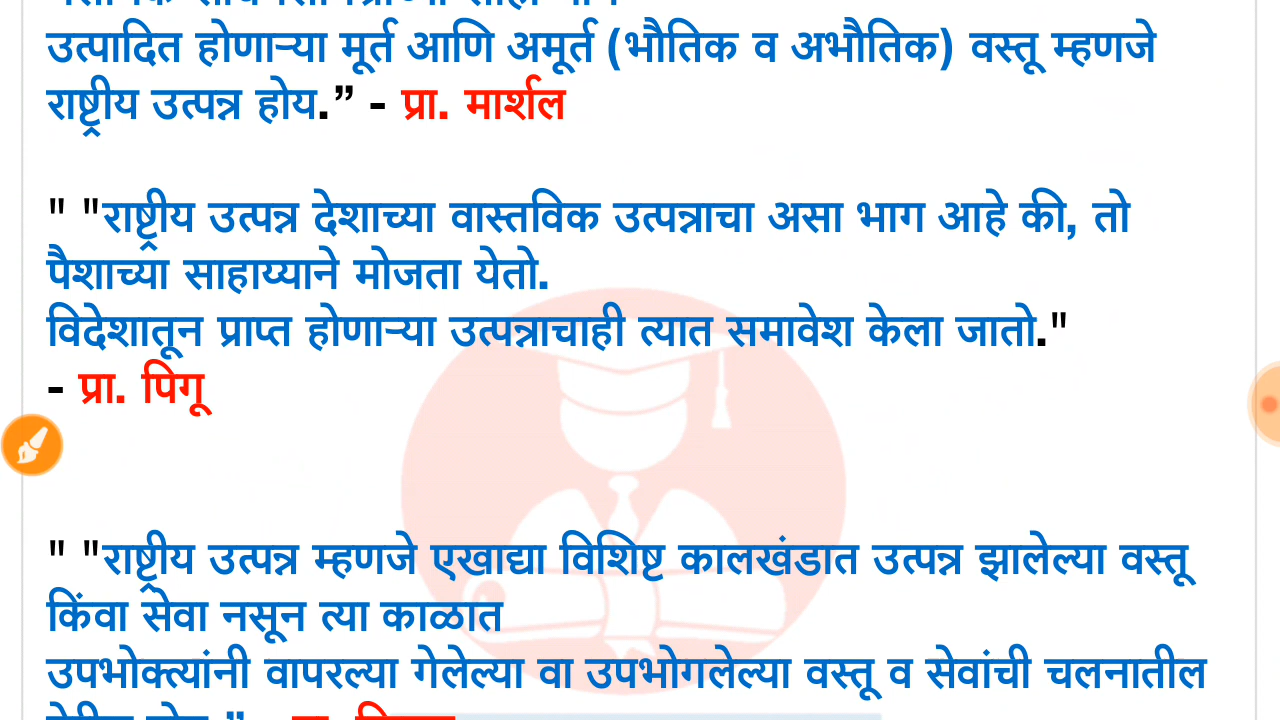 उत्पादित होणाऱ्या मूर्त आणि अमूर्त (भौतिक व अभौतिक) वस्तू म्हणजे
राष्ट्रीय उत्पन्न होय.” - प्रा. मार्शल
" "राष्ट्रीय उत्पन्न देशाच्या वास्तविक उत्पन्नाचा असा भाग आहे की, तो
पैशाच्या साहाय्याने मोजता येतो.
विदेशातून प्राप्त होणाऱ्या उत्पन्नाचाही त्यात समावेश केला जातो."
- प्रा. पिगू
" "राष्ट्रीय उत्पन्न म्हणजे एखाद्या विशिष्ट कालखंडात उत्पन्न झालेल्या वस्तू
किंवा सेवा नसून त्या काळात
उपभोक्त्यांनी वापरल्या गेलेल्या वा उपभोगलेल्या वस्तू व सेवांची चलनातील